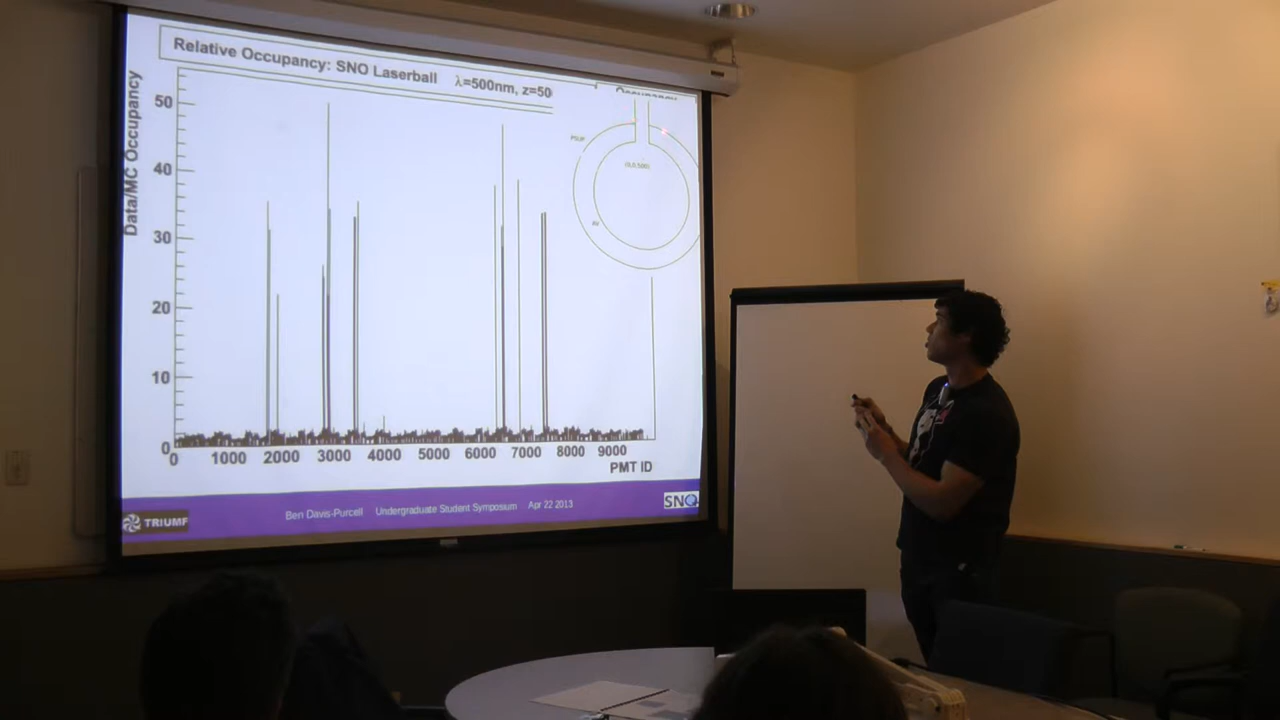 Relative Occupancy: SNO Laserball λ=500nm, z=50
Data/MC Occupancy
50
40
30
20
10
0
0 1000 2000 3000 4000 5000 6000 7000 8000 9000
PMT ID
PSUP
AV
TRIUMF
Ben Davis-Purcell Undergraduate Student Symposium Apr 22 2013
SNO